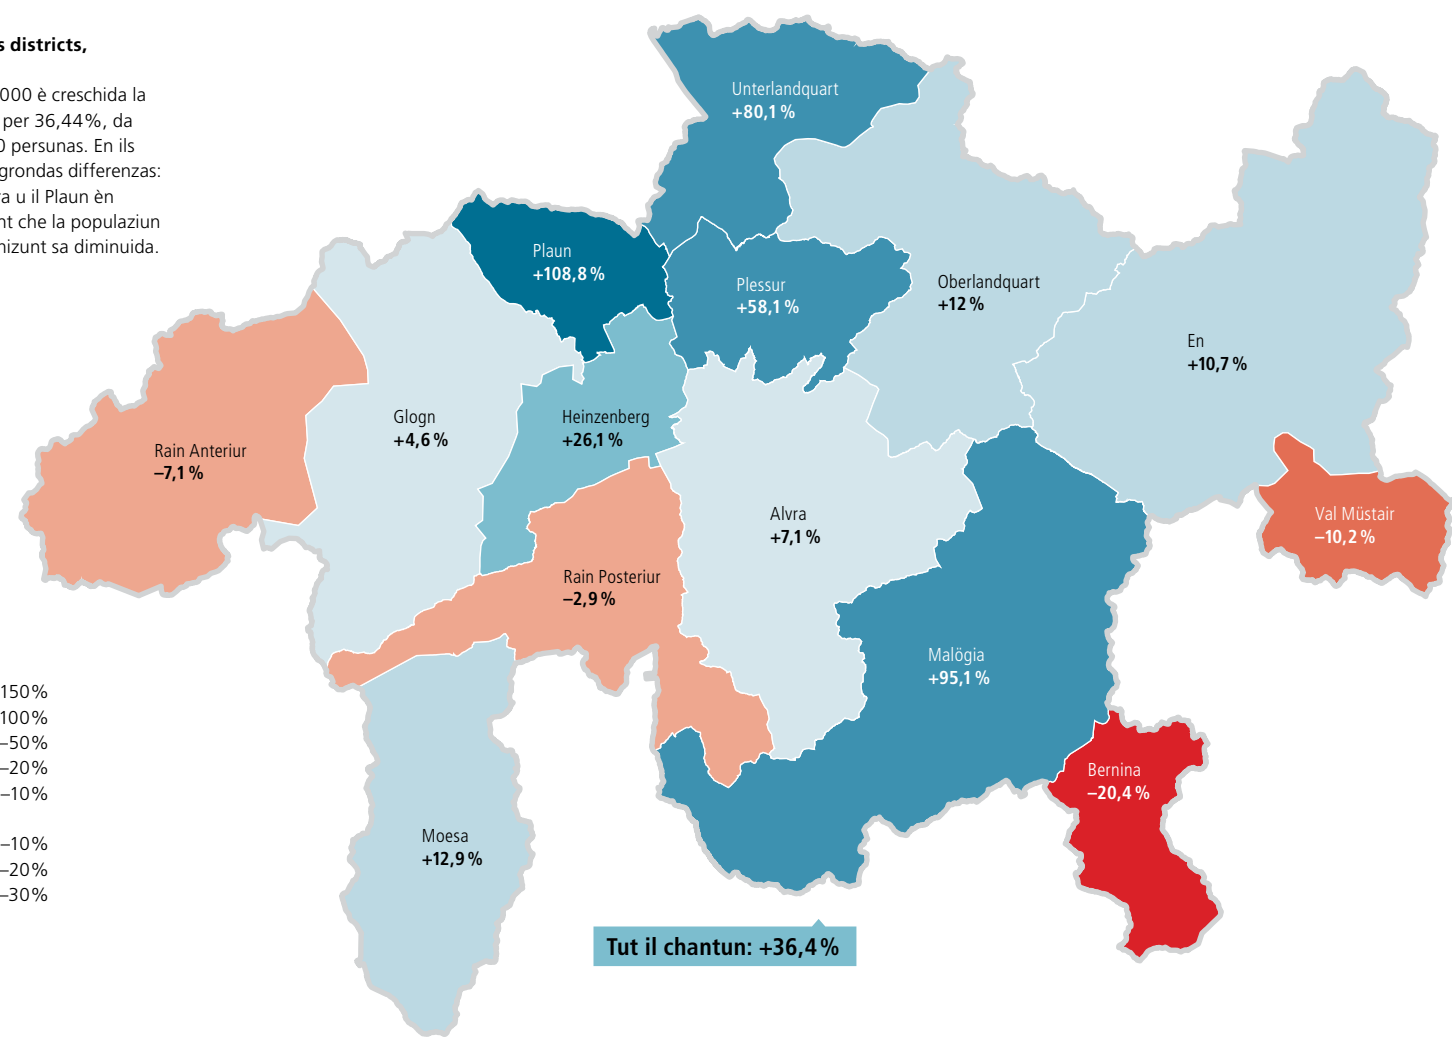 s districts,
000 è creschida la
per 36,44%, da
0 persunas. En ils
grondas differenzas:
ra u il Plaun èn
nt che la populaziun
nizunt sa diminuida.
Unterlandquart
+80,1 %
Plaun
+108,8 %
Plessur
+58,1 %
Oberlandquart
+12 %
En
+10,7 %
Glogn
+4,6 %
Heinzenberg
+26,1 %
Rain Anteriur
–7,1 %
Alvra
+7,1 %
Val Müstair
–10,2 %
Rain Posteriur
–2,9 %
Malögia
+95,1 %
Bernina
–20,4 %
Moesa
+12,9 %
150%
100%
–50%
–20%
–10%
–10%
–20%
–30%
Tut il chantun: +36,4 %